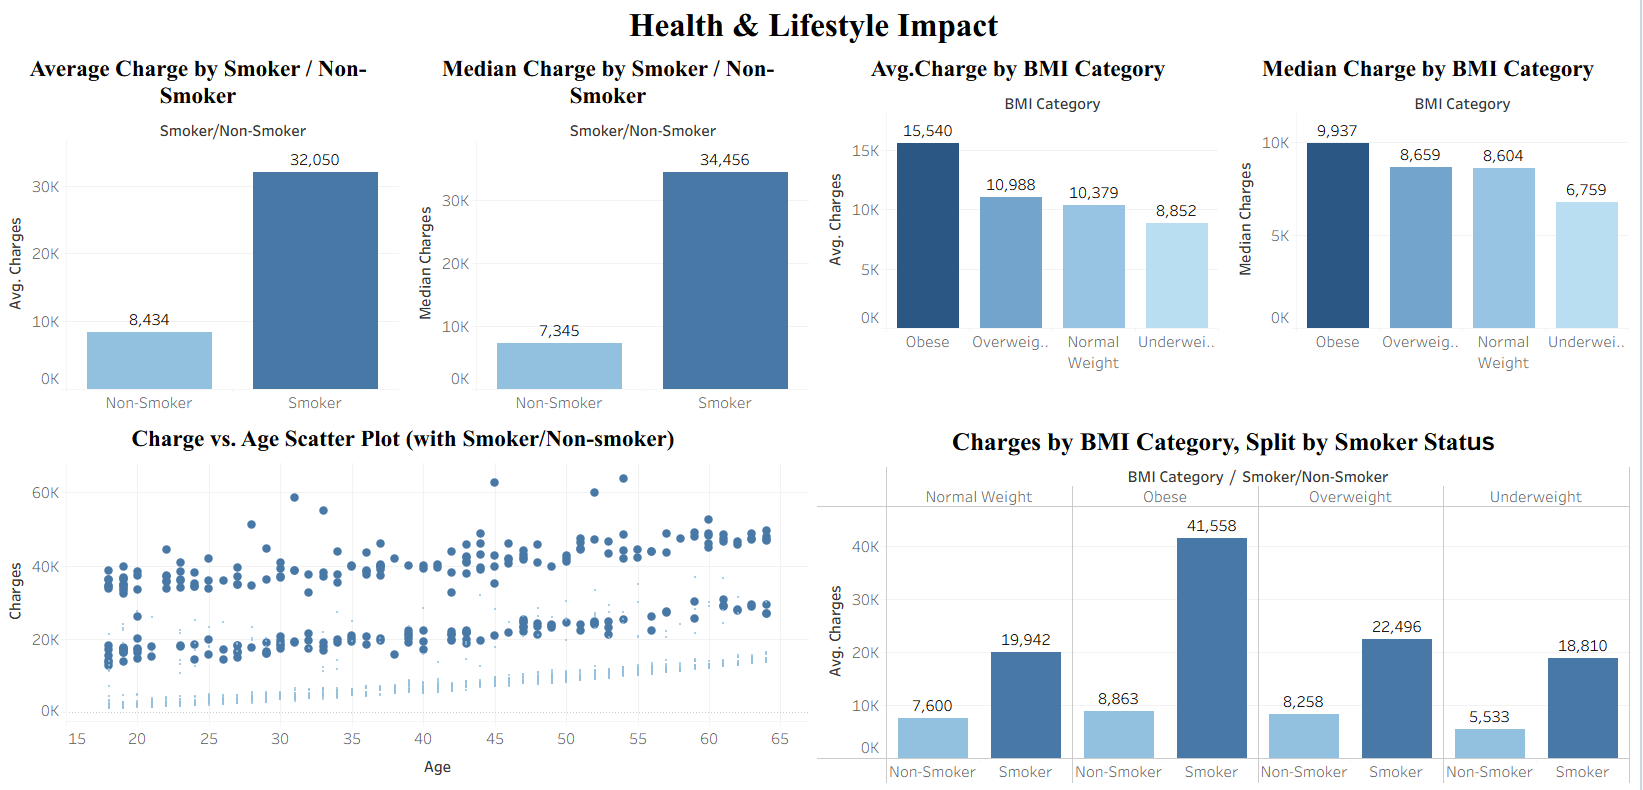 Health & Lifestyle Impact
Average Charge by Smoker / Non-
Smoker
Smoker/Non-Smoker
Avg. Charges
30K
20K
10K
0K
8,434
32,050
Non-Smoker
Smoker
Median Charge by Smoker / Non-
Smoker
Smoker/Non-Smoker
Median Charges
30K
20K
10K
0K
7,345
34,456
Non-Smoker
Smoker
Avg.Charge by BMI Category
BMI Category
Avg. Charges
15K
10K
5K
0K
15,540
10,988
10,379
8,852
Obese
Overweig..
Normal
Weight
Underwei..
Median Charge by BMI Category
BMI Category
Median Charges
10K
5K
0K
9,937
8,659
8,604
6,759
Obese
Overweig..
Normal
Weight
Underwei..
Charge vs. Age Scatter Plot (with Smoker/Non-smoker)
Charges
60K
40K
20K
0K
15
20
25
30
35
40
45
50
55
60
65
Age
Charges by BMI Category, Split by Smoker Status
BMI Category / Smoker/Non-Smoker
Normal Weight
Obese
Overweight
Underweight
Avg. Charges
40K
30K
20K
10K
0K
7,600
19,942
8,863
41,558
8,258
22,496
5,533
18,810
Non-Smoker
Smoker
Non-Smoker
Smoker
Non-Smoker
Smoker
Non-Smoker
Smoker